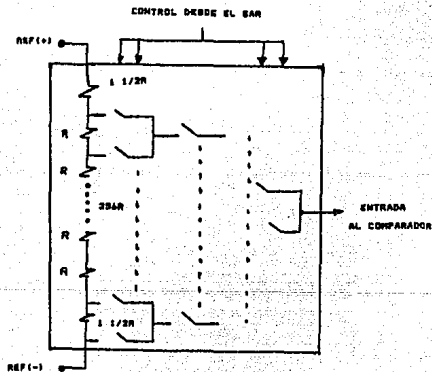 CONTROL DESDE EL SAR
REF(+)
1 1/2R
R
R
256R
ENTRADA
AL COMPARADOR
R
R
1 1/2R
REF(-)